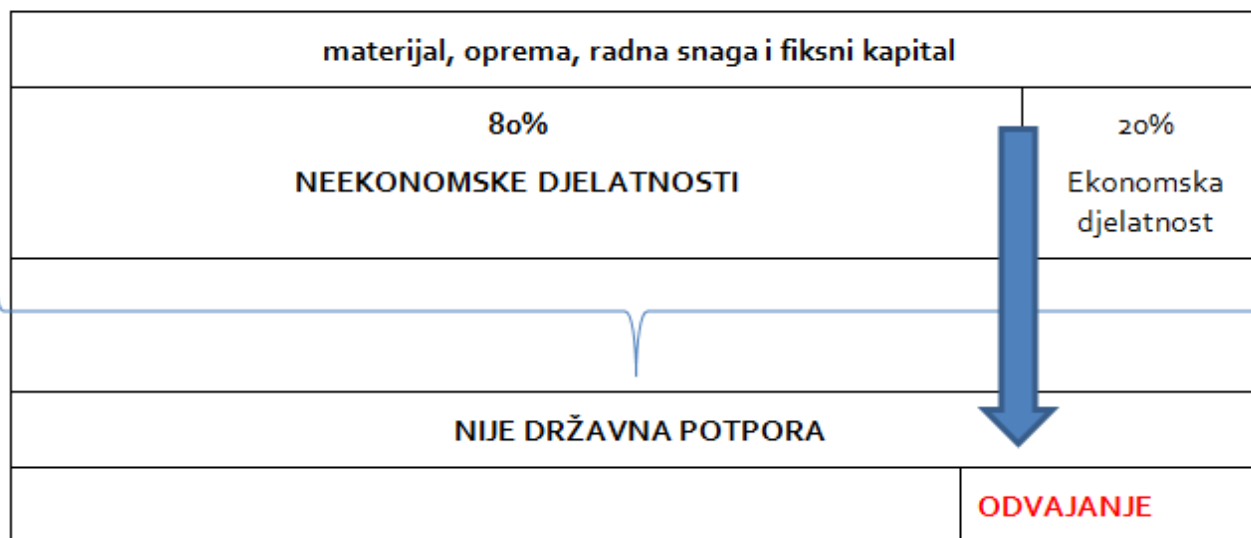 materijal, oprema, radna snaga i fiksni kapital
80%
NEEKONOMSKE DJELATNOSTI
20%
Ekonomska
djelatnost
NIJE DRŽAVNA POTPORA
ODVAJANJE